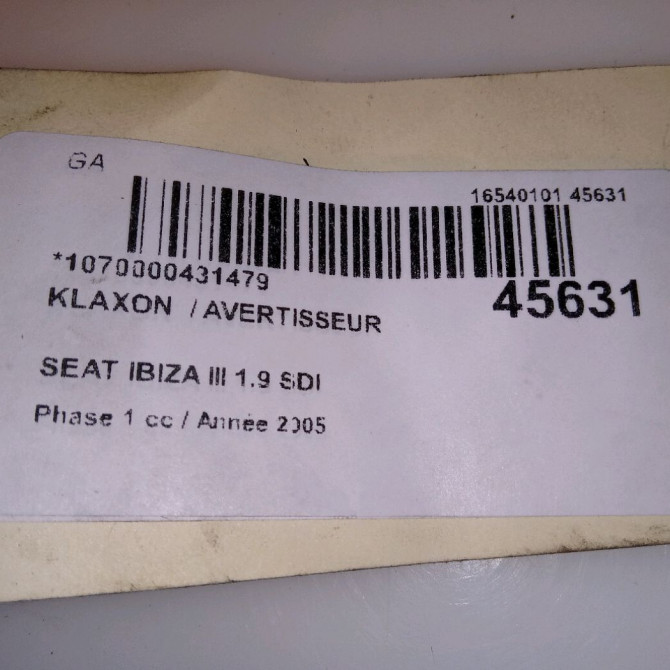 GA
16540101 45631
*1070000431479
45631
KLAXON / AVERTISSEUR
SEAT IBIZA III 1.9 SDI
Phase 1 cc / Année 2005